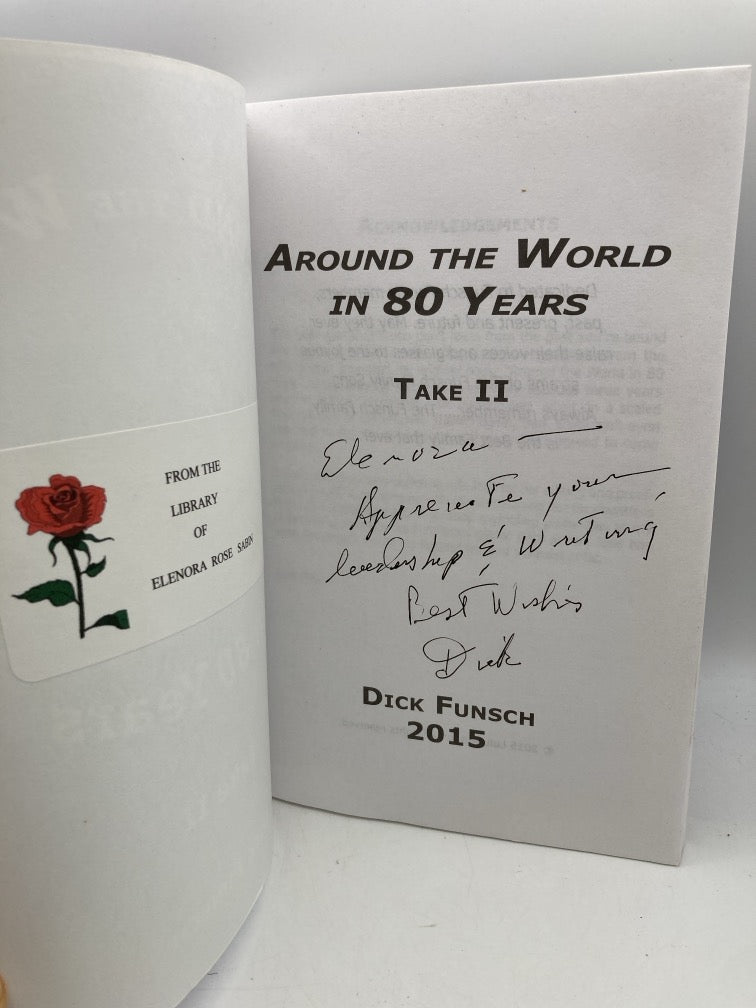 FROM THE
LIBRARY
OF
ELENORA ROSE SABIN
AROUND THE WORLD
IN 80 YEARS
TAKE II
Elenora —
Appreciate your
leadership & Writing
Best Wishes
Dick
DICK FUNSCH
2015